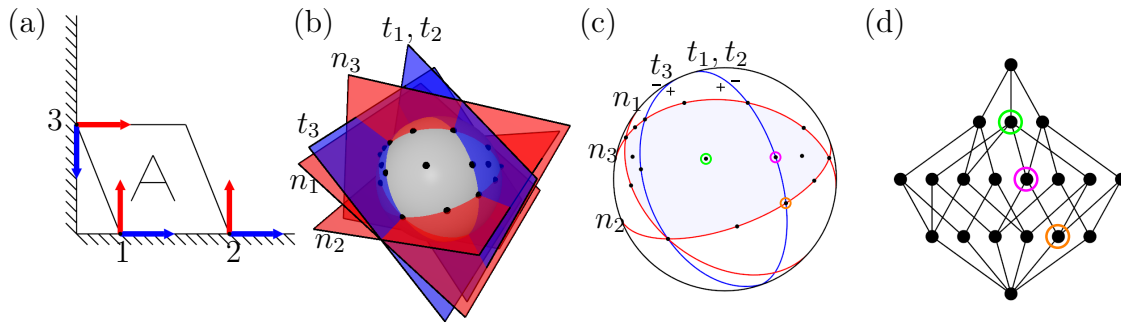 (a)
3
A
1
2
(b)
t₁, t₂
n₃
t₃
n₁
n₂
(c)
t₃ t₁, t₂
- + + -
n₁
n₃
n₂
(d)